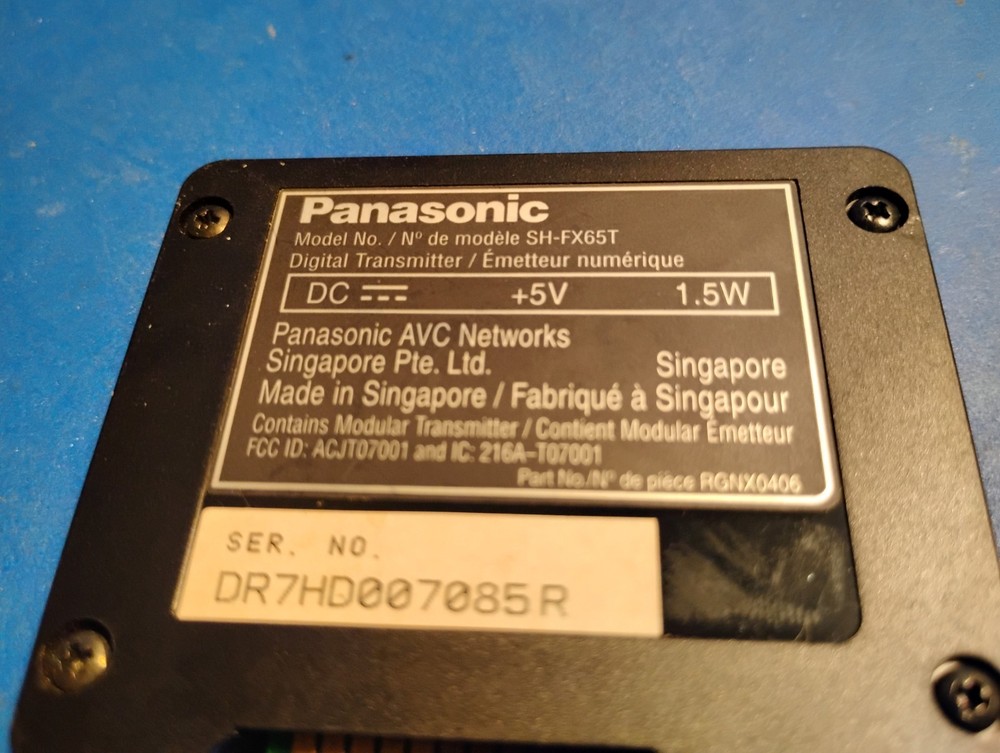 Panasonic
Model No. / Nº de modèle SH-FX65T
Digital Transmitter / Émetteur numérique
DC +5V 1.5W
Panasonic AVC Networks
Singapore Pte. Ltd. Singapore
Made in Singapore / Fabriqué à Singapour
Contains Modular Transmitter / Contient Modular Émetteur
FCC ID: ACJT07001 and IC: 216A-T07001
Part No./Nº de pièce RGNX0406
SER. NO.
DR7HD007085R